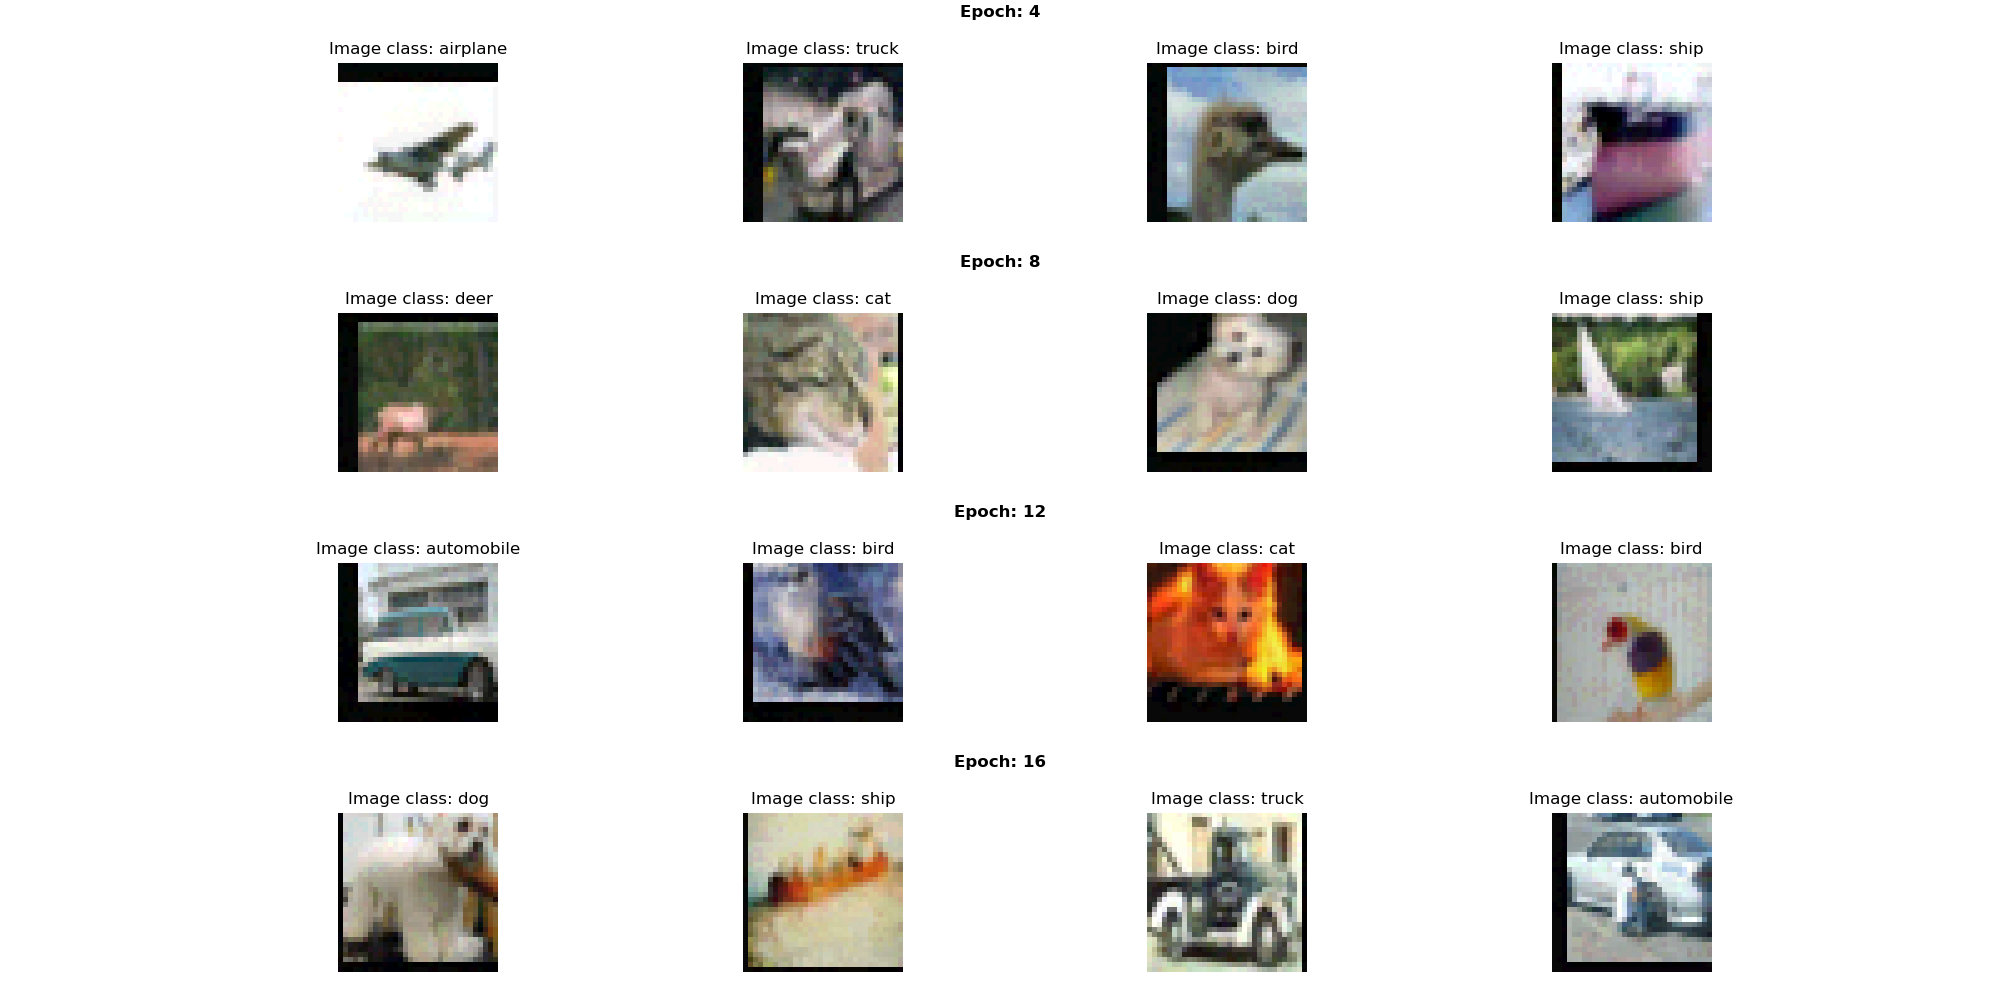 Epoch: 4
Image class: airplane
Image class: truck
Image class: bird
Image class: ship
Epoch: 8
Image class: deer
Image class: cat
Image class: dog
Image class: ship
Epoch: 12
Image class: automobile
Image class: bird
Image class: cat
Image class: bird
Epoch: 16
Image class: dog
Image class: ship
Image class: truck
Image class: automobile